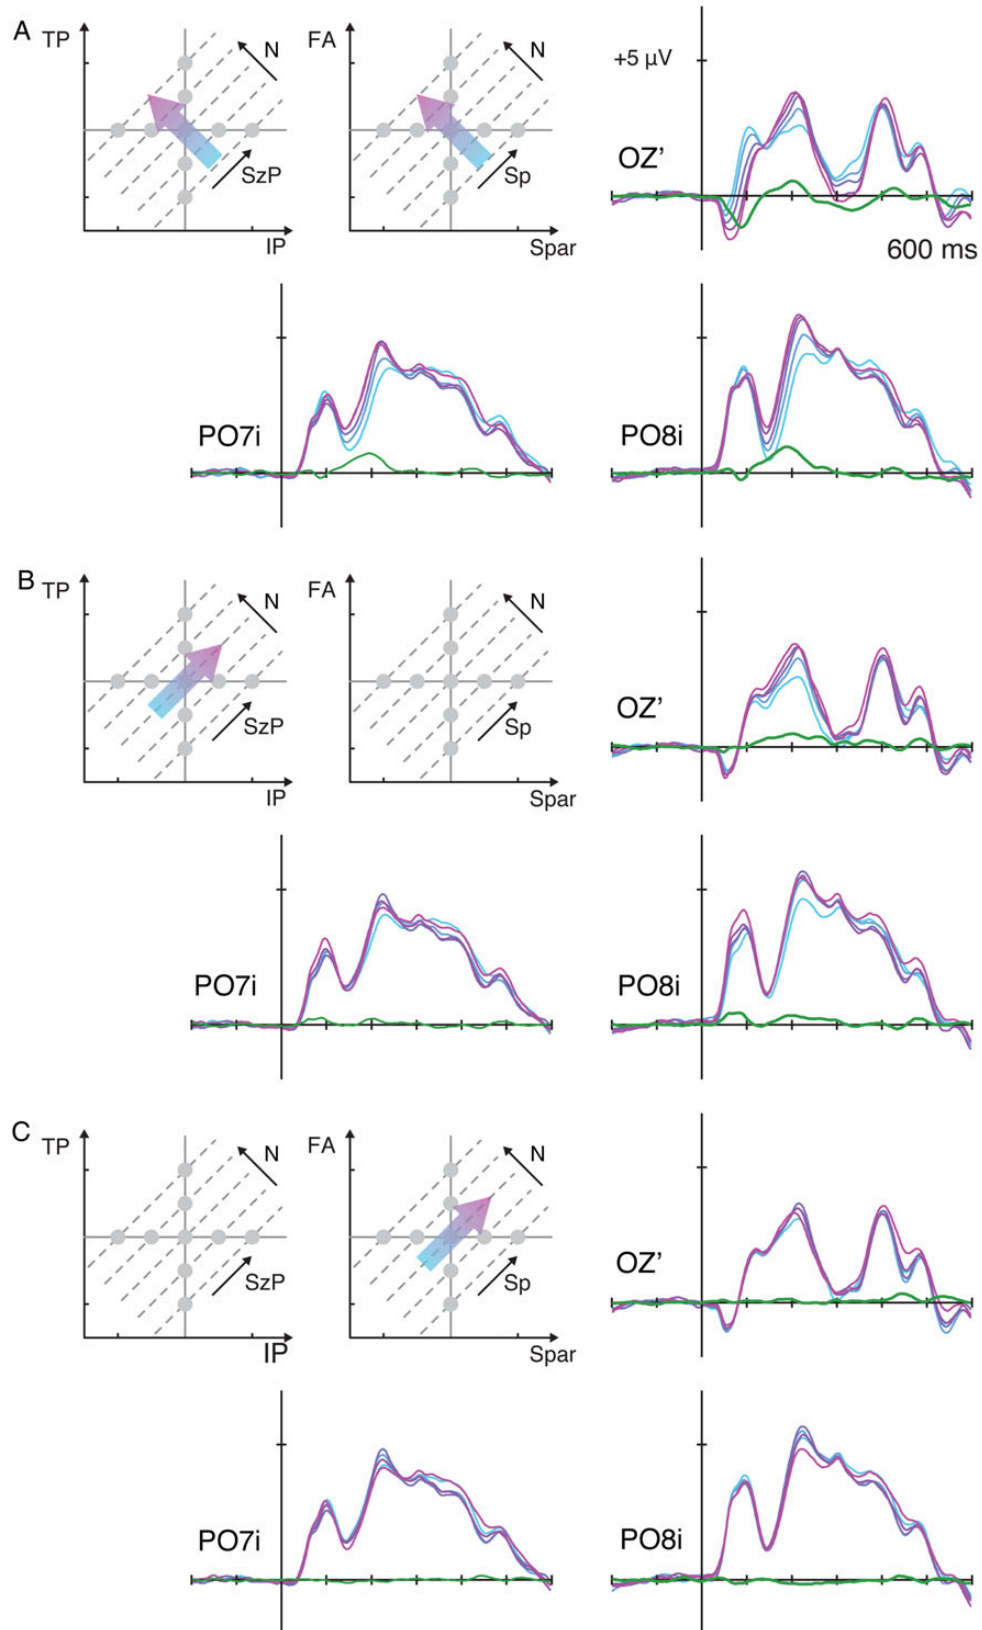 A
TP
N
SzP
IP
FA
N
Sp
Spar
+5 µV
OZ'
600 ms
PO7i
PO8i
B
TP
N
SzP
IP
FA
N
Sp
Spar
OZ'
PO7i
PO8i
C
TP
N
SzP
IP
FA
N
Sp
Spar
OZ'
PO7i
PO8i